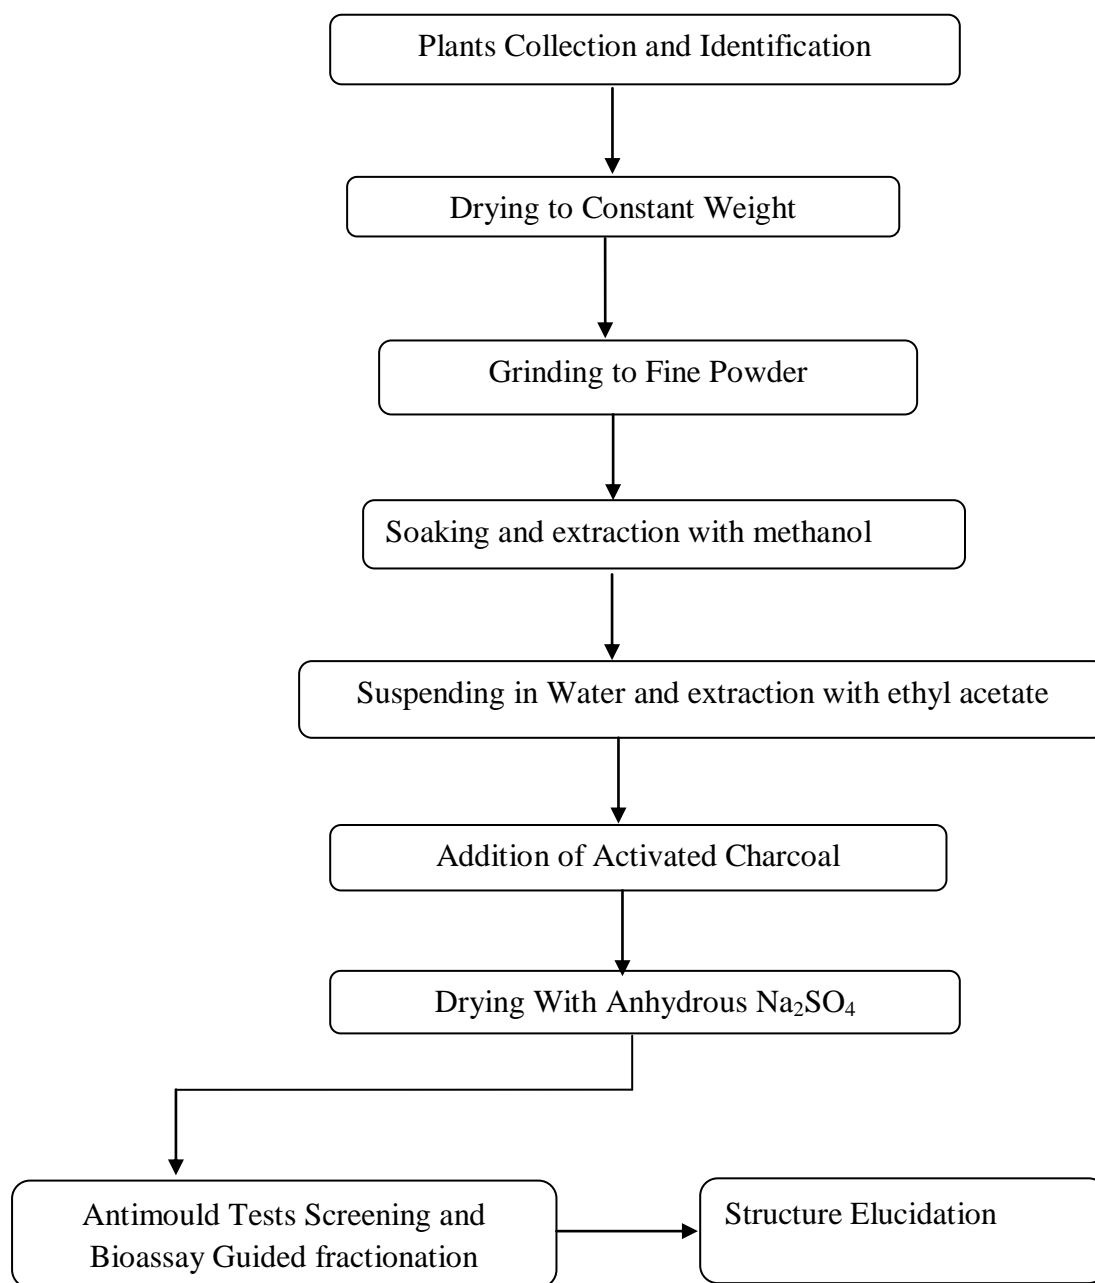 Plants Collection and Identification
Drying to Constant Weight
Grinding to Fine Powder
Soaking and extraction with methanol
Suspending in Water and extraction with ethyl acetate
Addition of Activated Charcoal
Drying With Anhydrous Na₂SO₄
Antimould Tests Screening and
Bioassay Guided fractionation
Structure Elucidation